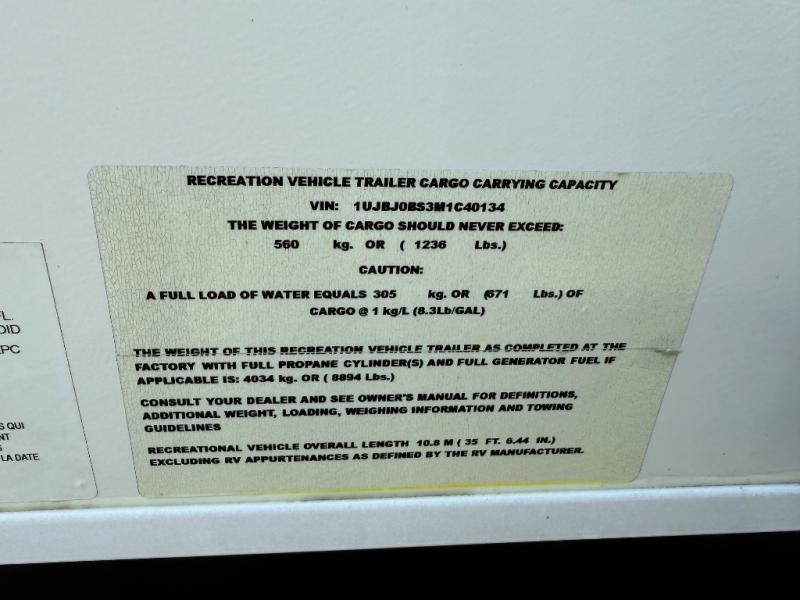 RECREATION VEHICLE TRAILER CARGO CARRYING CAPACITY
VIN: 1UJBJ0BS3M1C40134
THE WEIGHT OF CARGO SHOULD NEVER EXCEED:
560 kg. OR ( 1236 Lbs.)
CAUTION:
A FULL LOAD OF WATER EQUALS 305 kg. OR (671 Lbs.) OF
CARGO @ 1 kg/L (8.3Lb/GAL)
THE WEIGHT OF THIS RECREATION VEHICLE TRAILER AS COMPLETED AT THE
FACTORY WITH FULL PROPANE CYLINDER(S) AND FULL GENERATOR FUEL IF
APPLICABLE IS: 4034 kg. OR ( 8894 Lbs.)
CONSULT YOUR DEALER AND SEE OWNER'S MANUAL FOR DEFINITIONS,
ADDITIONAL WEIGHT, LOADING, WEIGHING INFORMATION AND TOWING
GUIDELINES
RECREATIONAL VEHICLE OVERALL LENGTH 10.8 M ( 35 FT. 6.44 IN.)
EXCLUDING RV APPURTENANCES AS DEFINED BY THE RV MANUFACTURER.
QUI
LA DATE